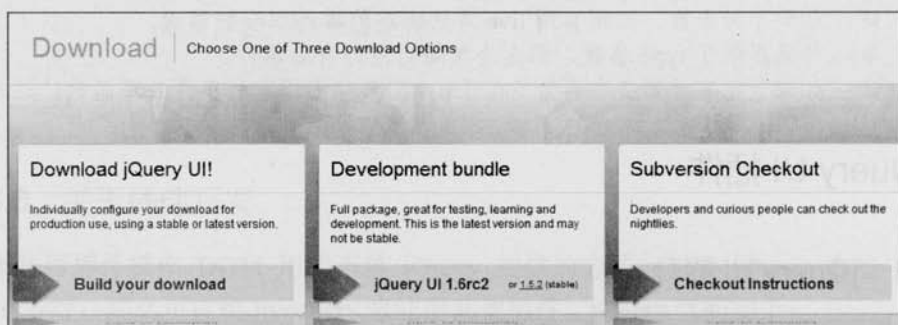 Download
Choose One of Three Download Options
Download jQuery UI!
Individually configure your download for
production use, using a stable or latest version.
Build your download
Development bundle
Full package, great for testing, learning and
development. This is the latest version and may
not be stable.
jQuery UI 1.6rc2 or 1.5.2 (stable)
Subversion Checkout
Developers and curious people can check out the
nightlies.
Checkout Instructions